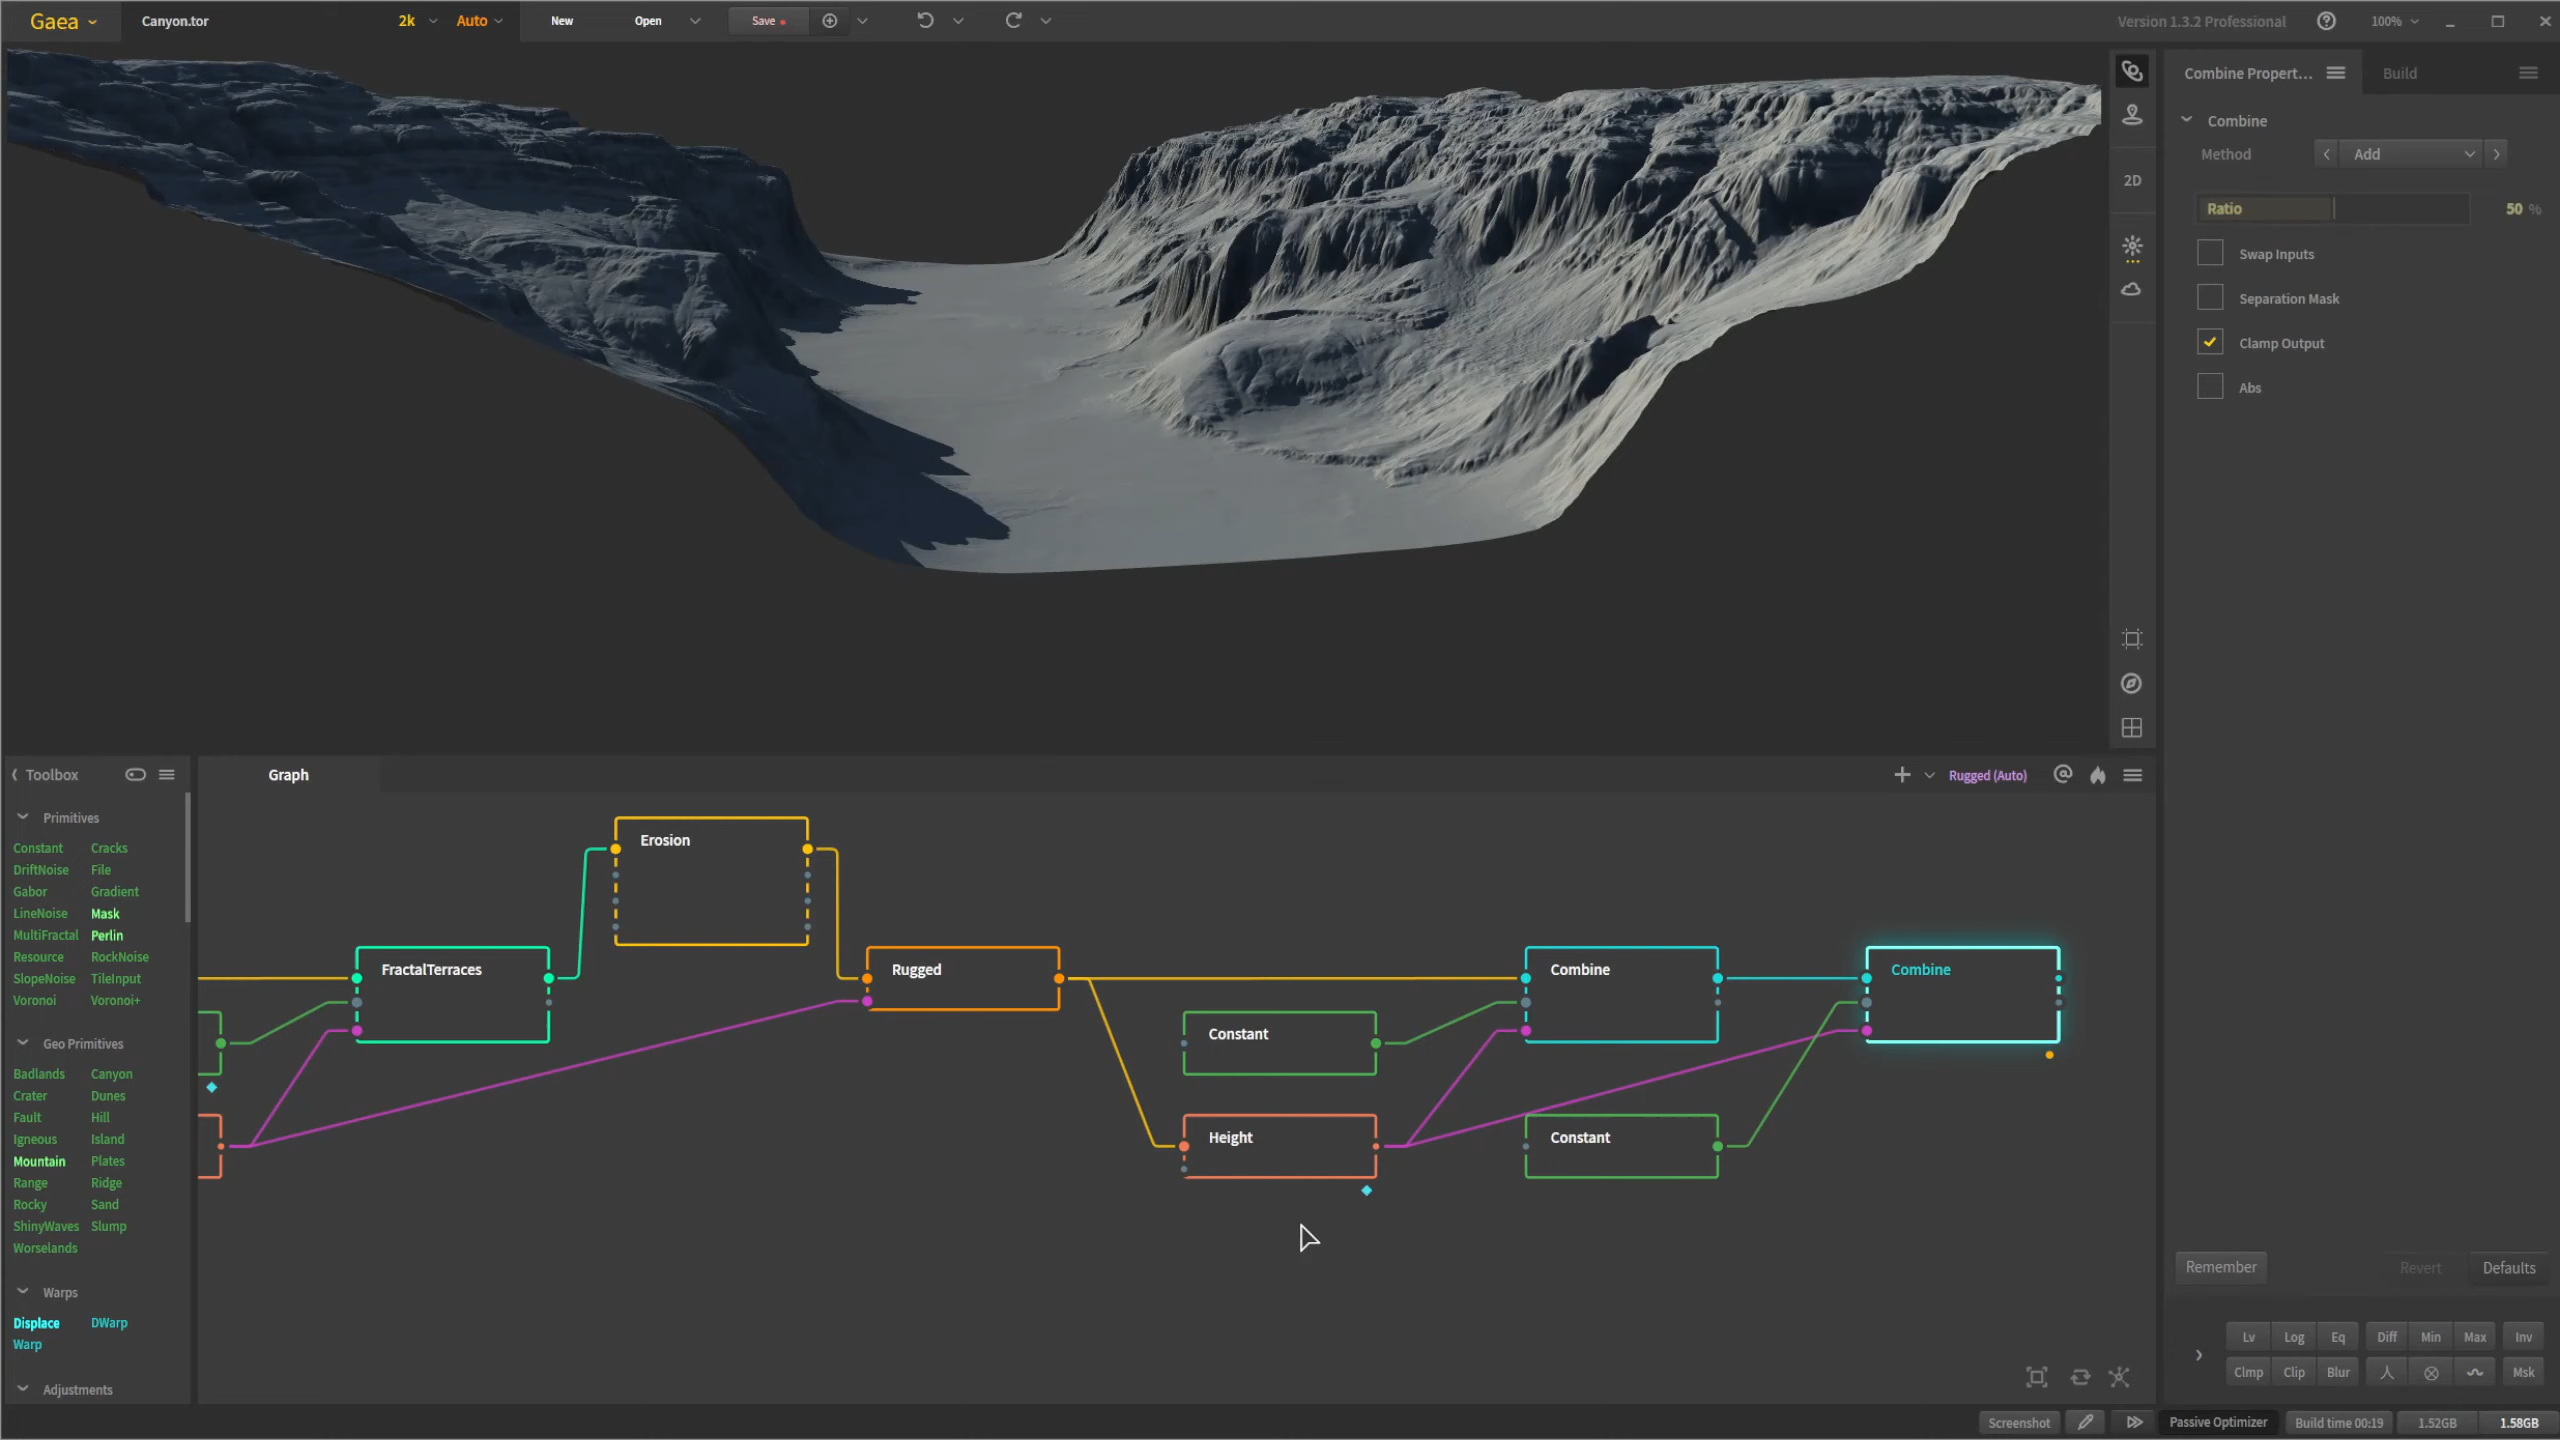 Gaea
Canyon.tor
2k
Auto
New
Open
Save
Version 1.3.2 Professional
100%
Combine Propert...
Build
Combine
Method
Add
Ratio
50 %
Swap Inputs
Separation Mask
Clamp Output
Abs
2D
Toolbox
Graph
Rugged (Auto)
Primitives
Constant Cracks
DriftNoise File
Gabor Gradient
LineNoise Mask
MultiFractal Perlin
Resource RockNoise
SlopeNoise TileInput
Voronoi Voronoi+
Geo Primitives
Badlands Canyon
Crater Dunes
Fault Hill
Igneous Island
Mountain Plates
Range Ridge
Rocky Sand
ShinyWaves Slump
Worselands
Warps
Displace DWarp
Warp
Adjustments
Erosion
FractalTerraces
Rugged
Combine
Combine
Constant
Height
Constant
Remember
Revert
Defaults
Lv Log Eq Diff Min Max Inv
Clmp Clip Blur Msk
Screenshot
Passive Optimizer
Build time 00:19
1.52GB
1.58GB